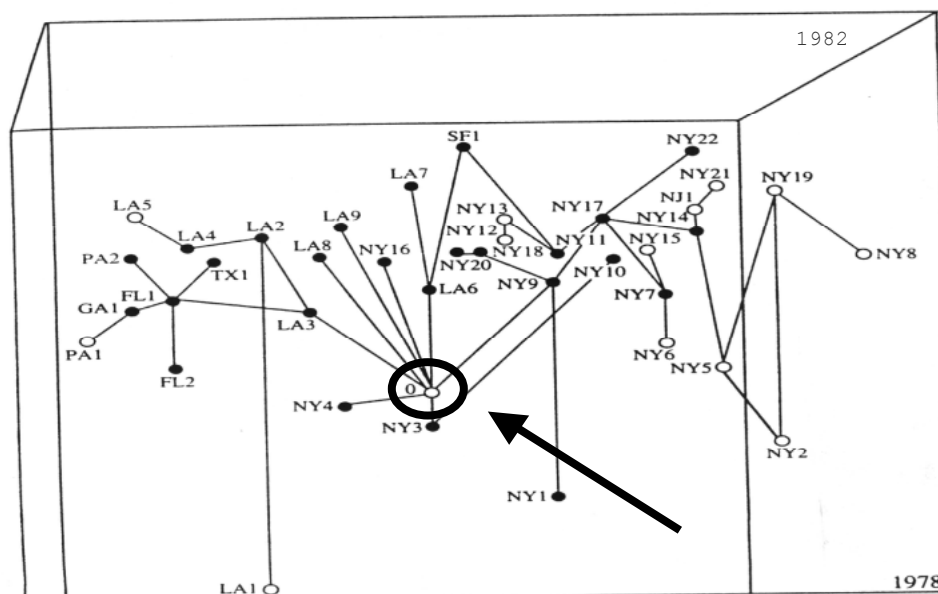 1982
SF1
NY22
LA7
NY21
NY19
LA5
LA9
NY13
NY17
NJ1
LA2
NY12
NY14
LA4
LA8
NY16
NY18
NY11
NY15
PA2
TX1
NY20
NY10
NY8
FL1
NY9
NY7
GA1
LA3
LA6
PA1
NY6
FL2
NY5
0
NY4
NY3
NY2
NY1
1978
LA1